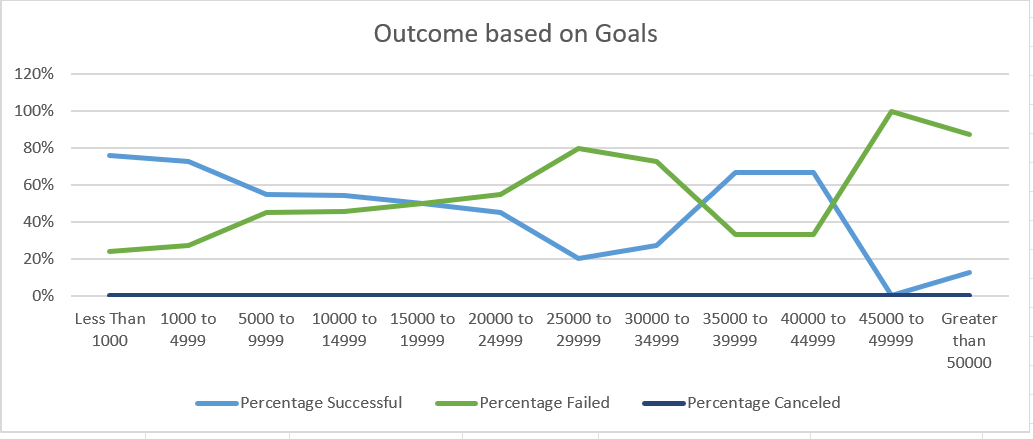 Outcome based on Goals
120%
100%
80%
60%
40%
20%
0%
Less Than 1000 to 5000 to 10000 to 15000 to 20000 to 25000 to 30000 to 35000 to 40000 to 45000 to Greater
1000 4999 9999 14999 19999 24999 29999 34999 39999 44999 49999 than
50000
Percentage Successful Percentage Failed Percentage Canceled